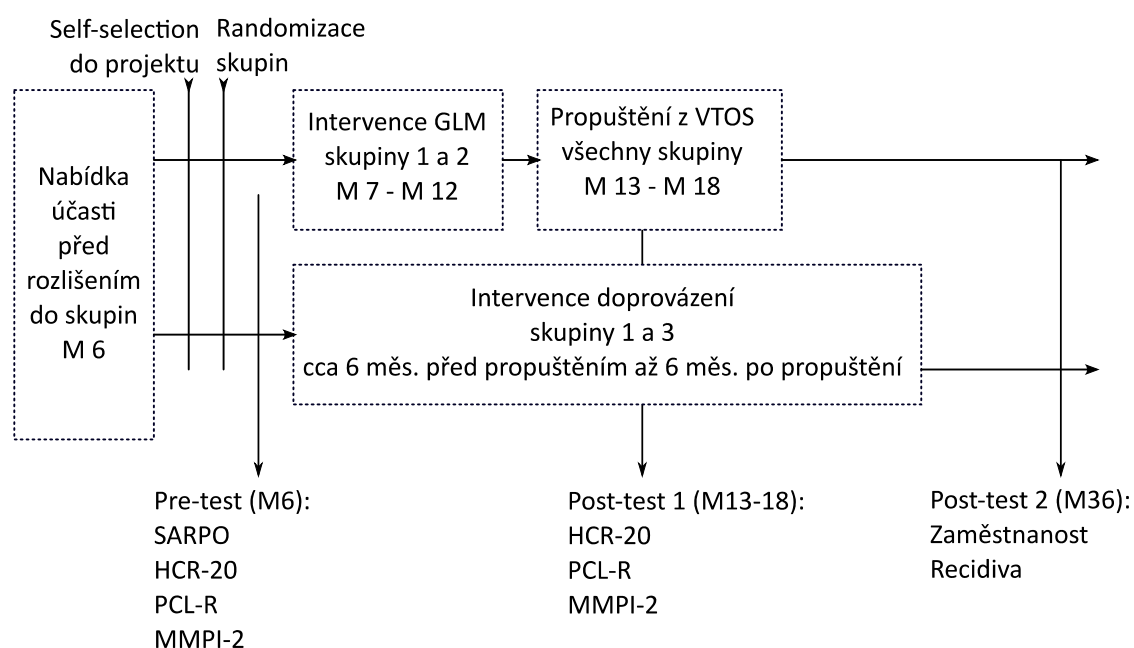 Self-selection
do projektu
Randomizace
skupin
Nabídka
účasti
před
rozlišením
do skupin
M 6
Intervence GLM
skupiny 1 a 2
M 7 - M 12
Propuštění z VTOS
všechny skupiny
M 13 - M 18
Intervence doprovázení
skupiny 1 a 3
cca 6 měs. před propuštěním až 6 měs. po propuštění
Pre-test (M6):
SARPO
HCR-20
PCL-R
MMPI-2
Post-test 1 (M13-18):
HCR-20
PCL-R
MMPI-2
Post-test 2 (M36):
Zaměstnanost
Recidiva